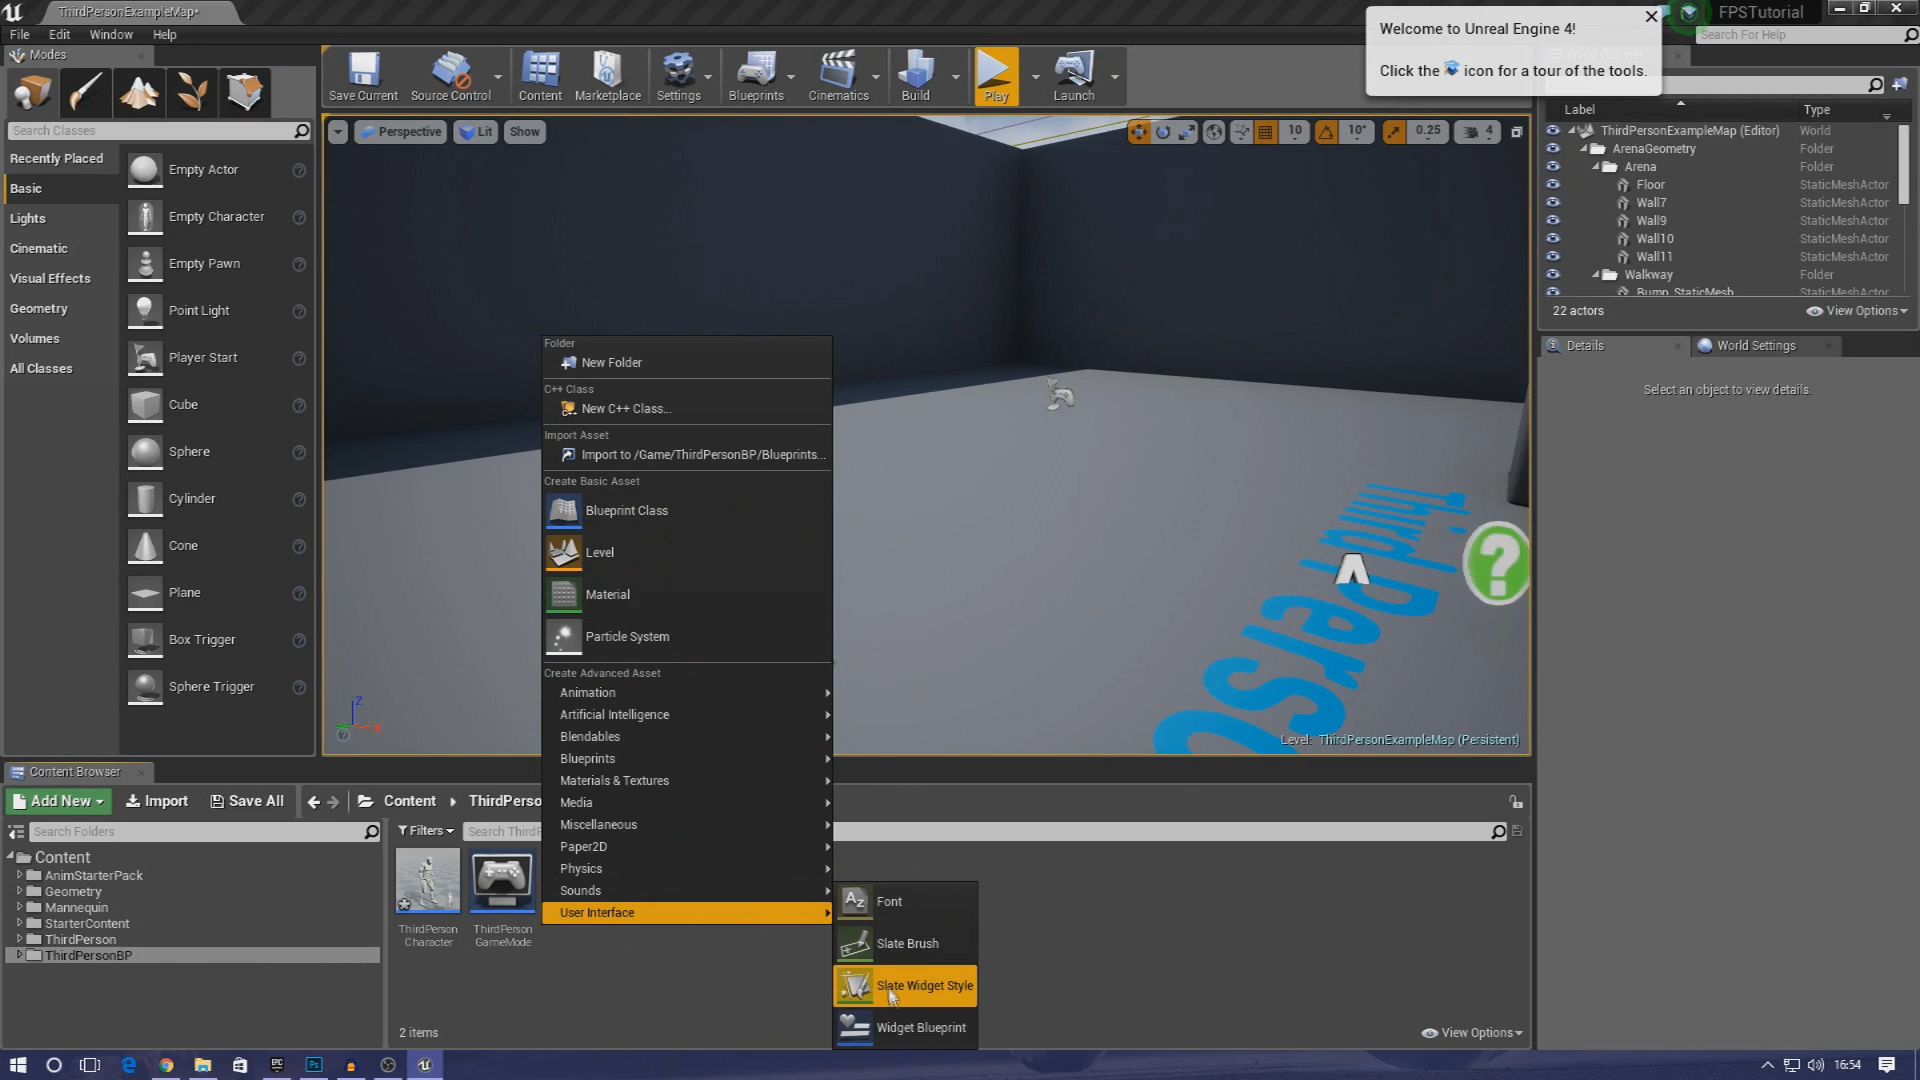 ThirdPersonExampleMap*
FPSTutorial
File Edit Window Help
Search For Help
Welcome to Unreal Engine 4!
Click the icon for a tour of the tools.
Modes
World Outliner
Save Current
Source Control
Content
Marketplace
Settings
Blueprints
Cinematics
Build
Play
Launch
Search Classes
Recently Placed
Basic
Lights
Cinematic
Visual Effects
Geometry
Volumes
All Classes
Empty Actor
Empty Character
Empty Pawn
Point Light
Player Start
Cube
Sphere
Cylinder
Cone
Plane
Box Trigger
Sphere Trigger
Perspective
Lit
Show
10
10°
0.25
4
Label Type
ThirdPersonExampleMap (Editor) World
ArenaGeometry Folder
Arena Folder
Floor StaticMeshActor
Wall7 StaticMeshActor
Wall9 StaticMeshActor
Wall10 StaticMeshActor
Wall11 StaticMeshActor
Walkway Folder
Bump_StaticMesh StaticMeshActor
22 actors
View Options
Details
World Settings
Select an object to view details.
Folder
New Folder
C++ Class
New C++ Class...
Import Asset
Import to /Game/ThirdPersonBP/Blueprints...
Create Basic Asset
Blueprint Class
Level
Material
Particle System
Create Advanced Asset
Animation
Artificial Intelligence
Blendables
Blueprints
Materials & Textures
Media
Miscellaneous
Paper2D
Physics
Sounds
User Interface
Font
Slate Brush
Slate Widget Style
Widget Blueprint
Z
X
Third Perso
Level: ThirdPersonExampleMap (Persistent)
Content Browser
Add New
Import
Save All
Content
ThirdPerso
Search Folders
Filters
Search ThirdP
Content
AnimStarterPack
Geometry
Mannequin
StarterContent
ThirdPerson
ThirdPersonBP
ThirdPerson
Character
ThirdPerson
GameMode
2 items
View Options
EPIC
Ps
16:54